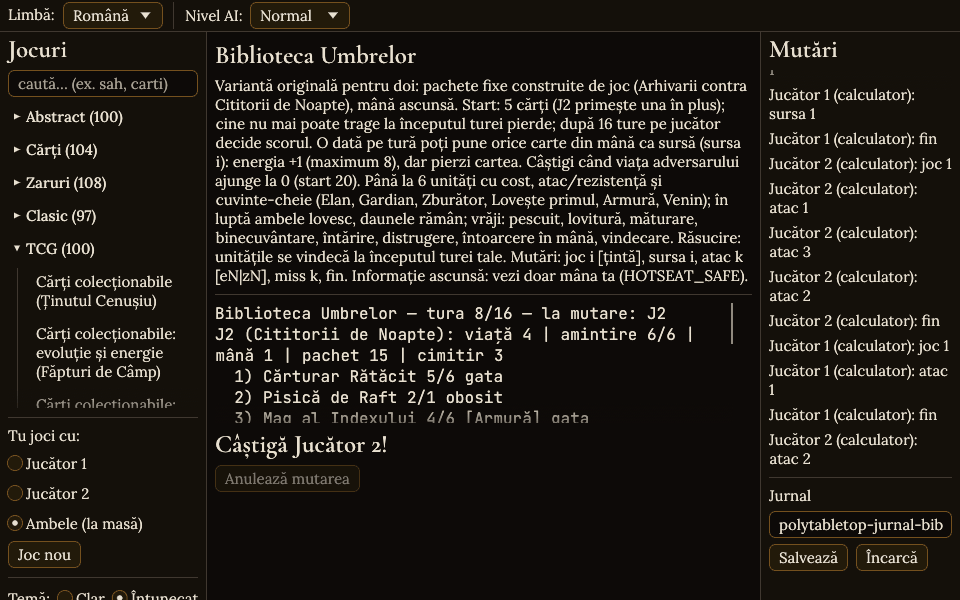 Limbă:
Română
Nivel AI:
Normal
Jocuri
caută... (ex. sah, carti)
Abstract (100)
Cărți (104)
Zaruri (108)
Clasic (97)
TCG (100)
Cărți colecționabile
(Ținutul Cenușiu)
Cărți colecționabile:
evoluție și energie
(Făpturi de Câmp)
Cărți colecționabile:
Tu joci cu:
Jucător 1
Jucător 2
Ambele (la masă)
Joc nou
Temă:
Clar
Întunecat
Biblioteca Umbrelor
Variantă originală pentru doi: pachete fixe construite de joc (Arhivarii contra
Cititorii de Noapte), mână ascunsă. Start: 5 cărți (J2 primește una în plus);
cine nu mai poate trage la începutul turei pierde; după 16 ture pe jucător
decide scorul. O dată pe tură poți pune orice carte din mână ca sursă (sursa
i): energia +1 (maximum 8), dar pierzi cartea. Câștigi când viața adversarului
ajunge la 0 (start 20). Până la 6 unități cu cost, atac/rezistență și
cuvinte-cheie (Elan, Gardian, Zburător, Lovește primul, Armură, Venin); în
luptă ambele lovesc, daunele rămân; vrăji: pescuit, lovitură, măturare,
binecuvântare, întărire, distrugere, întoarcere în mână, vindecare. Răsucire:
unitățile se vindecă la începutul turei tale. Mutări: joc i [țintă], sursa i, atac k
[eN|zN], miss k, fin. Informație ascunsă: vezi doar mâna ta (HOTSEAT_SAFE).
Biblioteca Umbrelor — tura 8/16 — la mutare: J2
J2 (Cititorii de Noapte): viață 4 | amintire 6/6 |
mână 1 | pachet 15 | cimitir 3
1) Cărturar Rătăcit 5/6 gata
2) Pisică de Raft 2/1 obosit
3) Mag al Indexului 4/6 [Armură] gata
Câștigă Jucător 2!
Anulează mutarea
Mutări
Jucător 1 (calculator):
sursa 1
Jucător 1 (calculator): fin
Jucător 2 (calculator): joc 1
Jucător 2 (calculator):
atac 1
Jucător 2 (calculator):
atac 3
Jucător 2 (calculator):
atac 2
Jucător 2 (calculator): fin
Jucător 1 (calculator): joc 1
Jucător 1 (calculator): atac
1
Jucător 1 (calculator): fin
Jucător 2 (calculator):
atac 2
Jurnal
polytabletop-jurnal-bib
Salvează
Încarcă